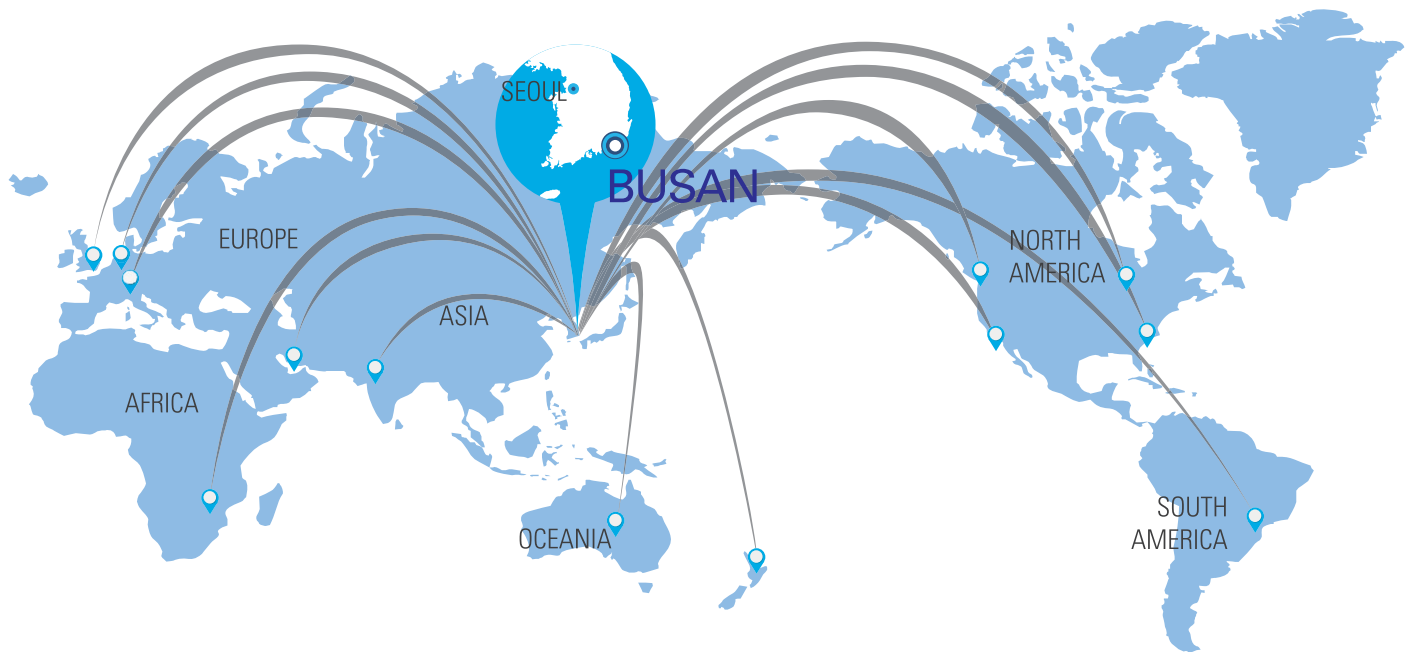 SEOUL
BUSAN
EUROPE
NORTH
AMERICA
ASIA
AFRICA
SOUTH
AMERICA
OCEANIA